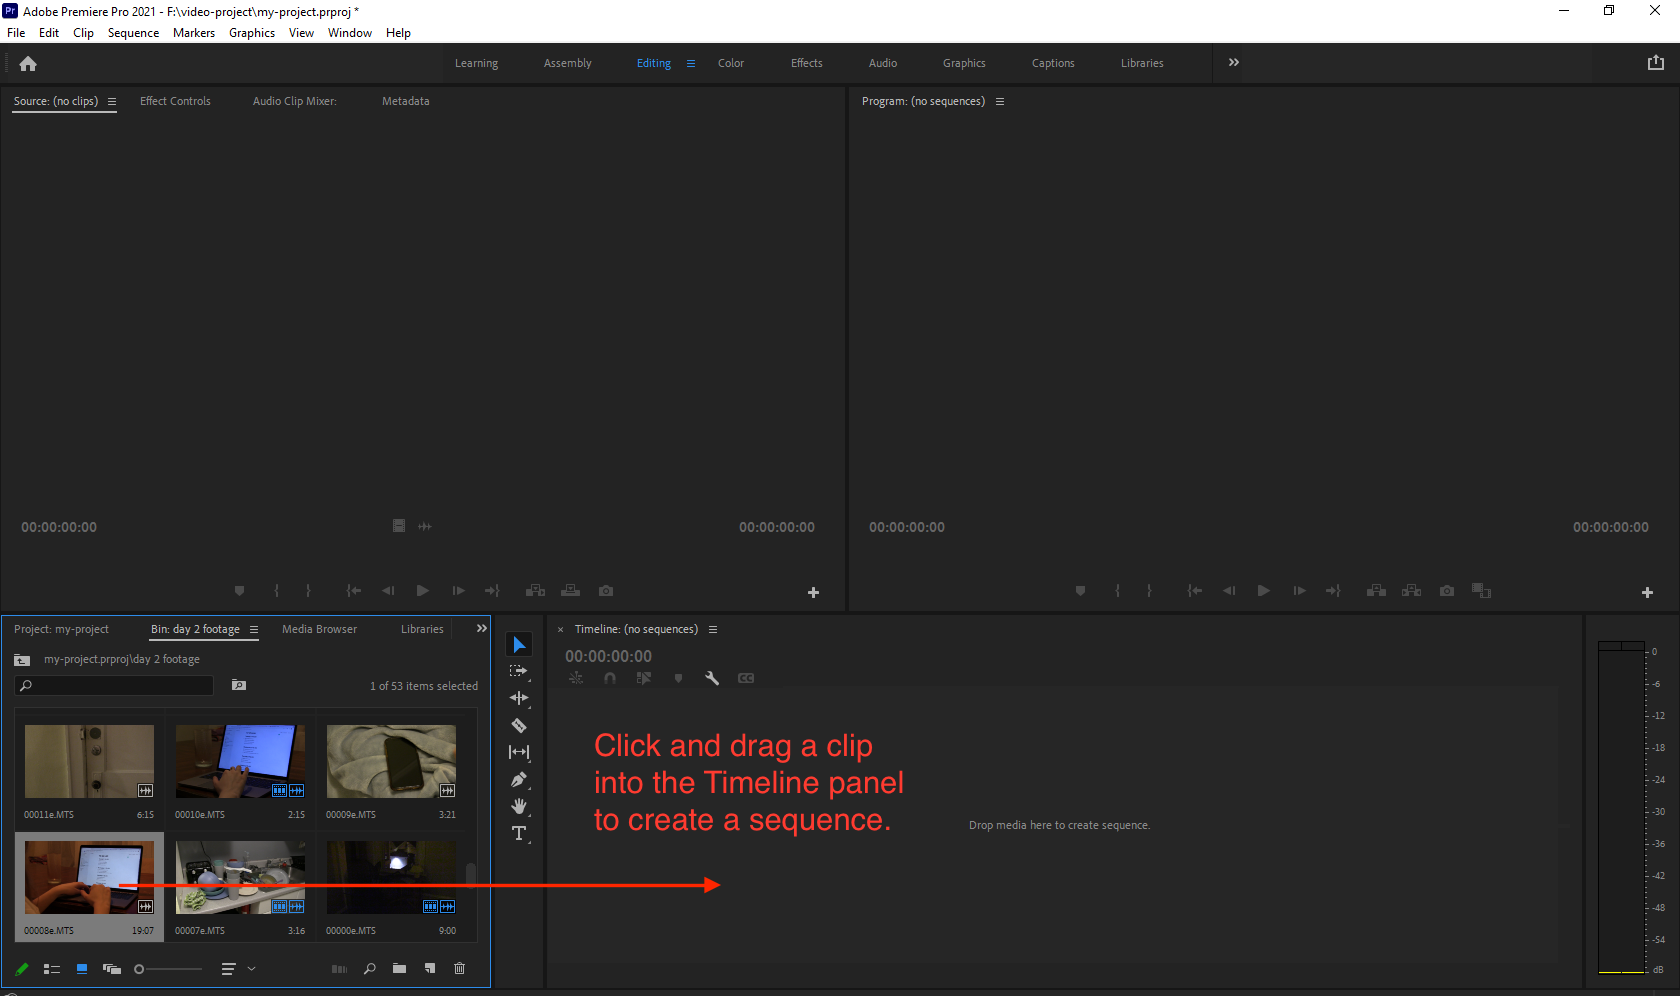 Pr Adobe Premiere Pro 2021 - F:\video-project\my-project.prproj *
File Edit Clip Sequence Markers Graphics View Window Help
Learning Assembly Editing Color Effects Audio Graphics Captions Libraries
Source: (no clips) Effect Controls Audio Clip Mixer: Metadata
Program: (no sequences)
00:00:00:00 00:00:00:00
00:00:00:00 00:00:00:00
Project: my-project Bin: day 2 footage Media Browser Libraries
my-project.prproj\day 2 footage
1 of 53 items selected
00011e.MTS 6:15
00010e.MTS 2:15
00009e.MTS 3:21
00008e.MTS 19:07
00007e.MTS 3:16
00000e.MTS 9:00
T
× Timeline: (no sequences)
00:00:00:00
CC
Click and drag a clip
into the Timeline panel
to create a sequence.
Drop media here to create sequence.
0
-6
-12
-18
-24
-30
-36
-42
-48
-54
dB